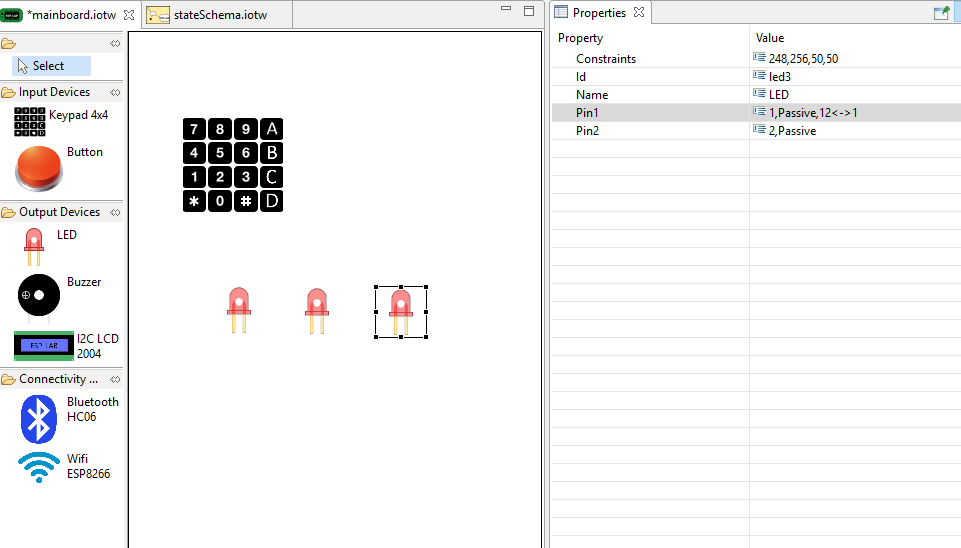 *mainboard.iotw
stateSchema.iotw
Select
Input Devices
Keypad 4x4
Button
Output Devices
LED
Buzzer
ESP LAB
I2C LCD
2004
Connectivity ...
Bluetooth
HC06
Wifi
ESP8266
7 8 9 A
4 5 6 B
1 2 3 C
* 0 # D
Properties
Property Value
Constraints 248,256,50,50
Id led3
Name LED
Pin1 1,Passive,12<->1
Pin2 2,Passive